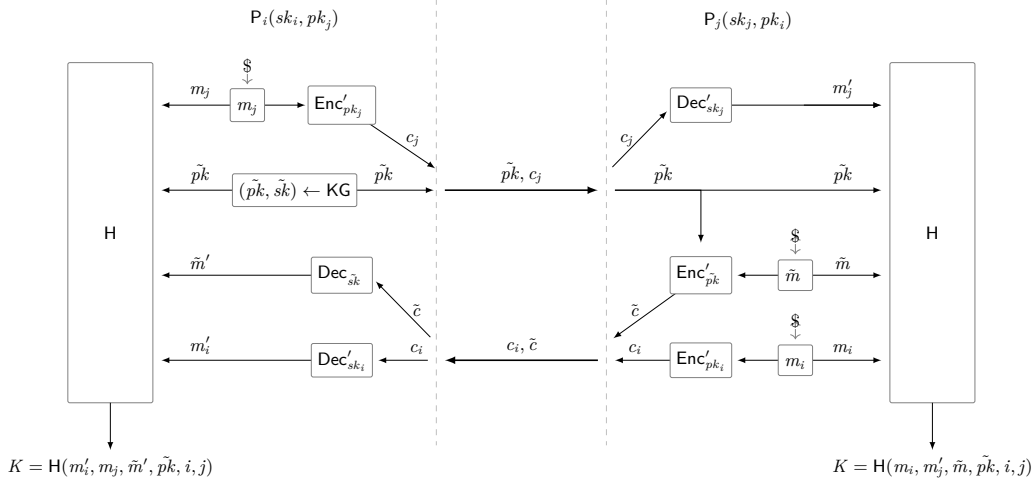 P_i(sk_i, pk_j) P_j(sk_j, pk_i)
$
m_j m_j Enc'_{pk_j} Dec'_{sk_j} m'_j
c_j c_j
p̃k (p̃k, s̃k) ← KG p̃k p̃k, c_j p̃k p̃k
H H
$
m̃' Dec_{s̃k} Enc'_{p̃k} m̃ m̃
c̃ c̃
$
m'_i Dec'_{sk_i} c_i c_i, c̃ c_i Enc'_{pk_i} m_i m_i
K = H(m'_i, m_j, m̃', p̃k, i, j) K = H(m_i, m'_j, m̃, p̃k, i, j)